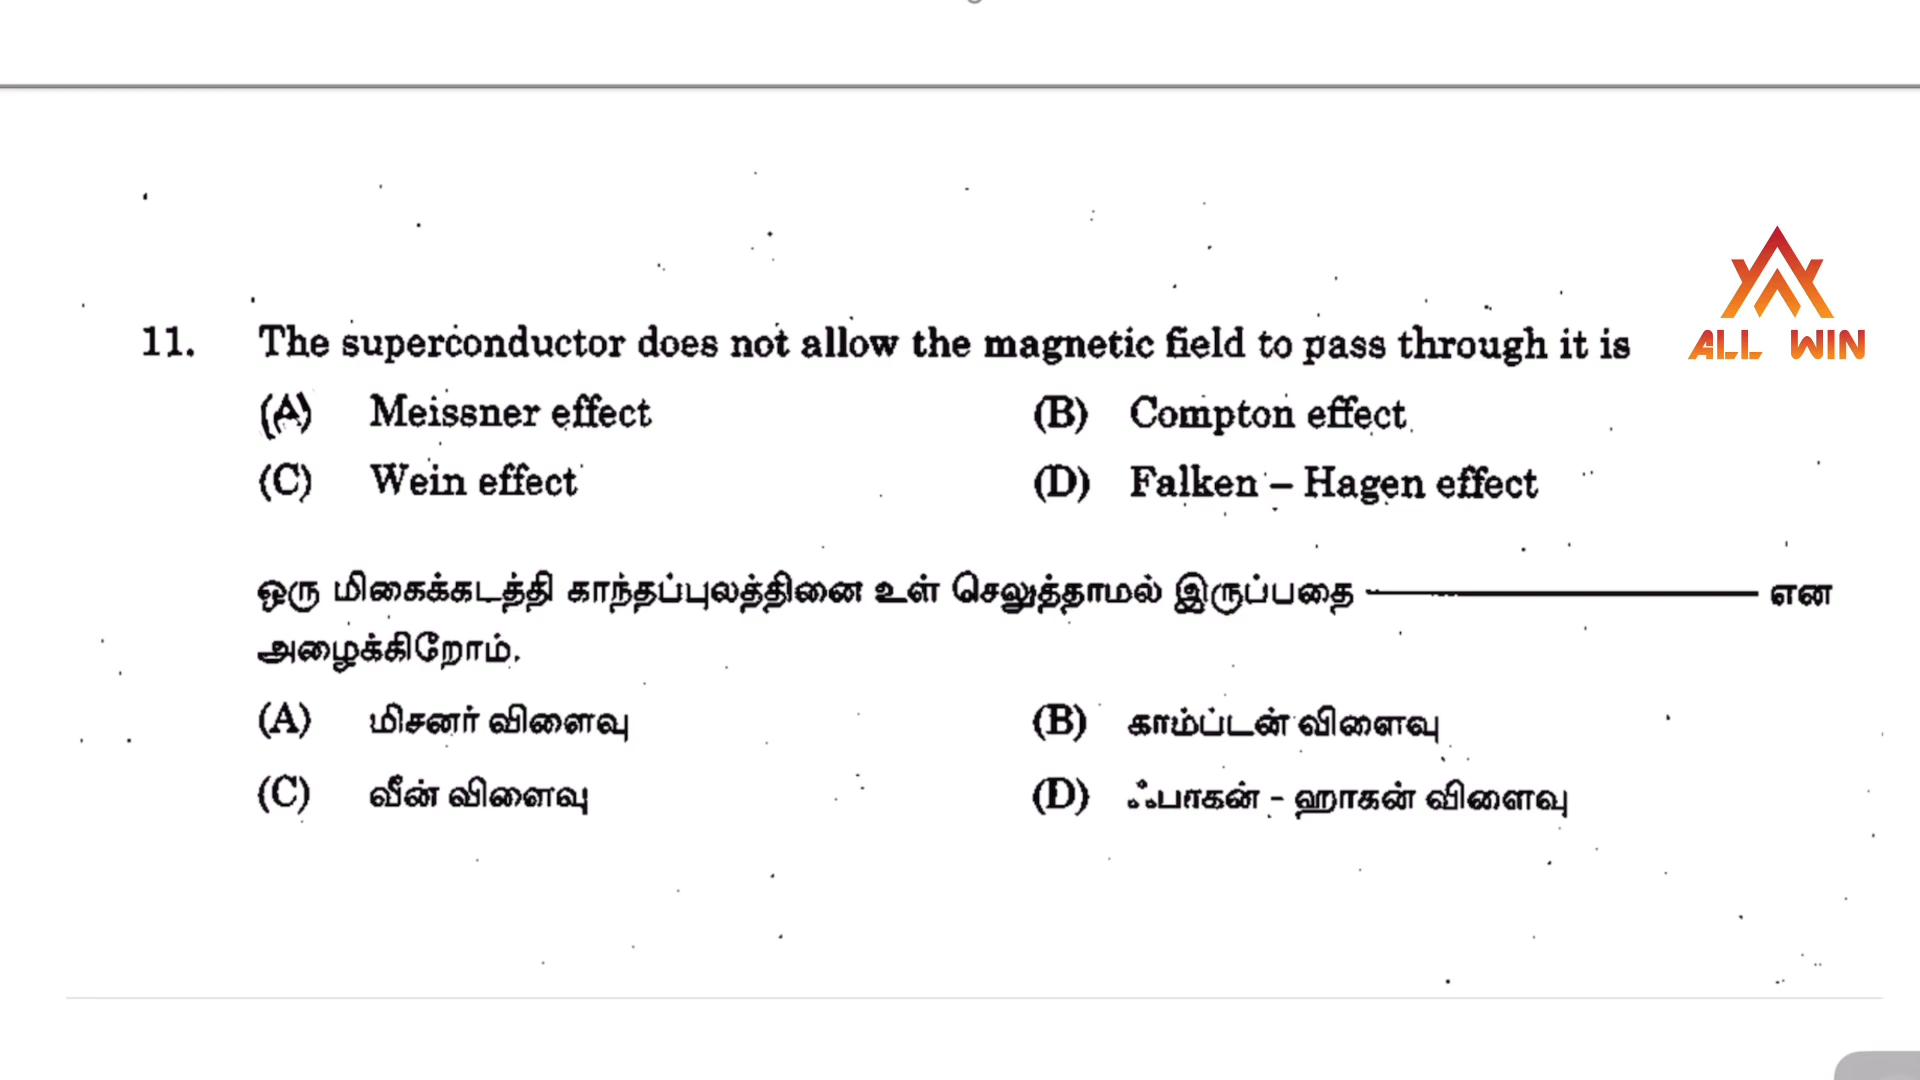 11. The superconductor does not allow the magnetic field to pass through it is
(A) Meissner effect (B) Compton effect
(C) Wein effect (D) Falken – Hagen effect
ஒரு மிகைக்கடத்தி காந்தப்புலத்தினை உள் செலுத்தாமல் இருப்பதை ———— என
அழைக்கிறோம்.
(A) மிசனர் விளைவு (B) காம்ப்டன் விளைவு
(C) வீன் விளைவு (D) ஃபாகன் - ஹாகன் விளைவு
ALL WIN